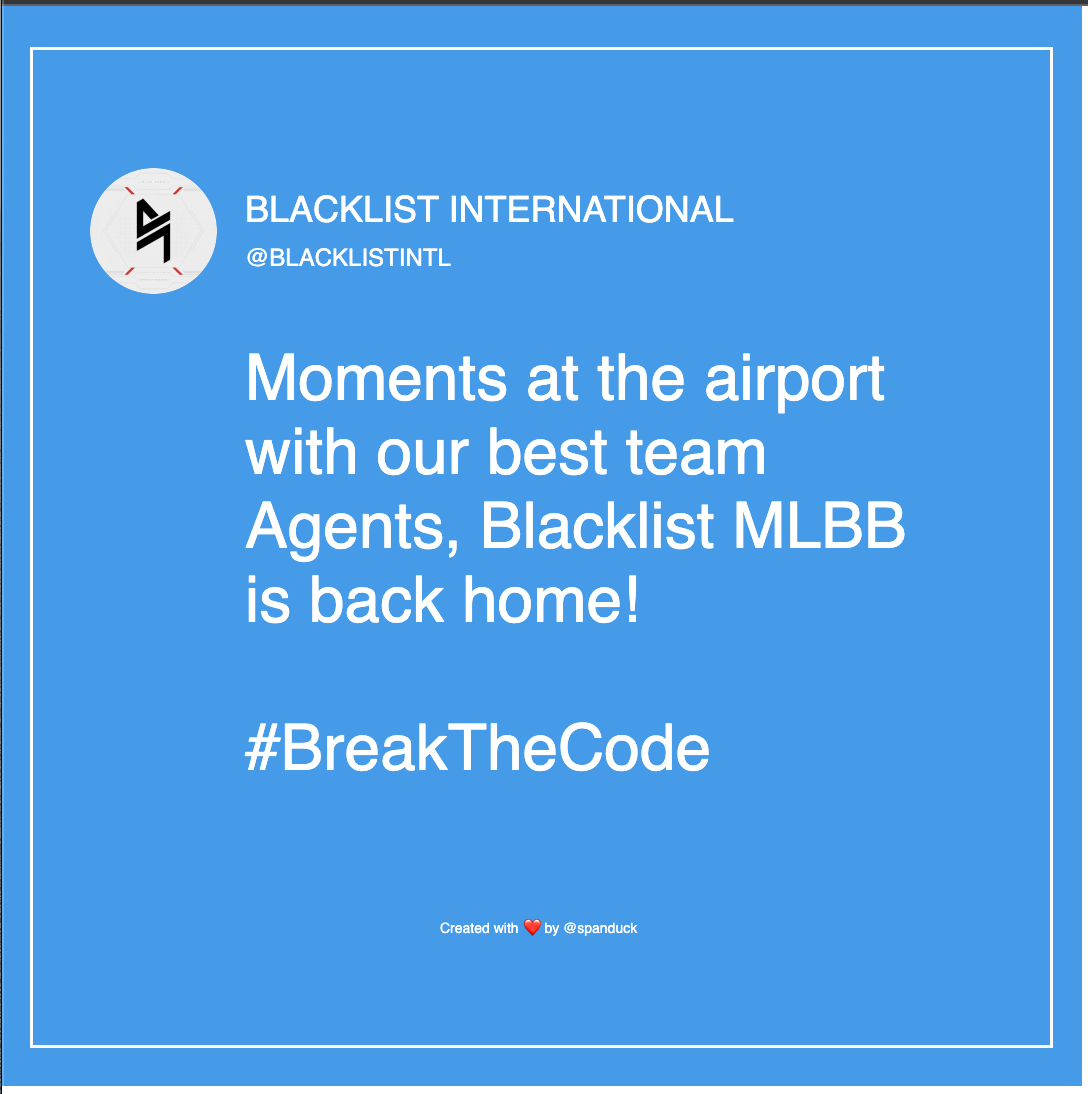 BLACKLIST INTERNATIONAL
@BLACKLISTINTL
Moments at the airport
with our best team
Agents, Blacklist MLBB
is back home!
#BreakTheCode
Created with ❤️ by @spanduck